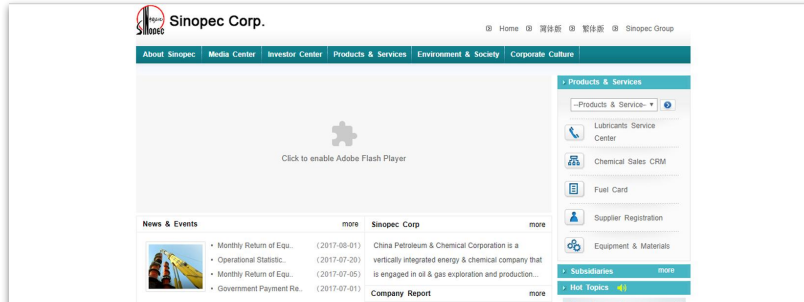 Sinopec Corp.
Home 简体版 繁体版 Sinopec Group
About Sinopec Media Center Investor Center Products & Services Environment & Society Corporate Culture
Click to enable Adobe Flash Player
News & Events more
• Monthly Return of Equ.. (2017-08-01)
• Operational Statistic.. (2017-07-20)
• Monthly Return of Equ.. (2017-07-05)
• Government Payment Re.. (2017-07-01)
Sinopec Corp more
China Petroleum & Chemical Corporation is a
vertically integrated energy & chemical company that
is engaged in oil & gas exploration and production...
Company Report more
Products & Services
--Products & Service-
Lubricants Service
Center
Chemical Sales CRM
Fuel Card
Supplier Registration
Equipment & Materials
Subsidiaries more
Hot Topics